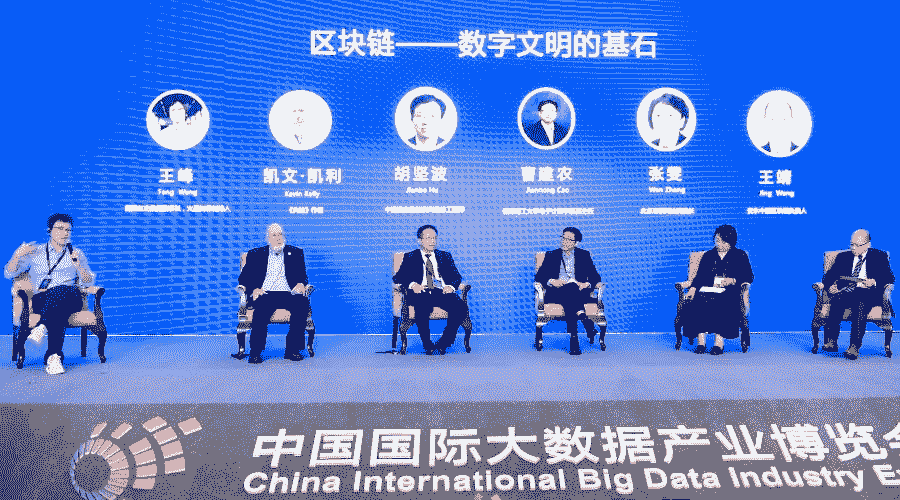 区块链——数字文明的基石
王峰
Feng Wang
凯文·凯利
Kevin Kelly
胡坚波
Jianbo Hu
曹建农
Jiannong Cao
张雯
Wen Zhang
王婧
Jing Wang
中国国际大数据产业博览会
China International Big Data Industry Ex